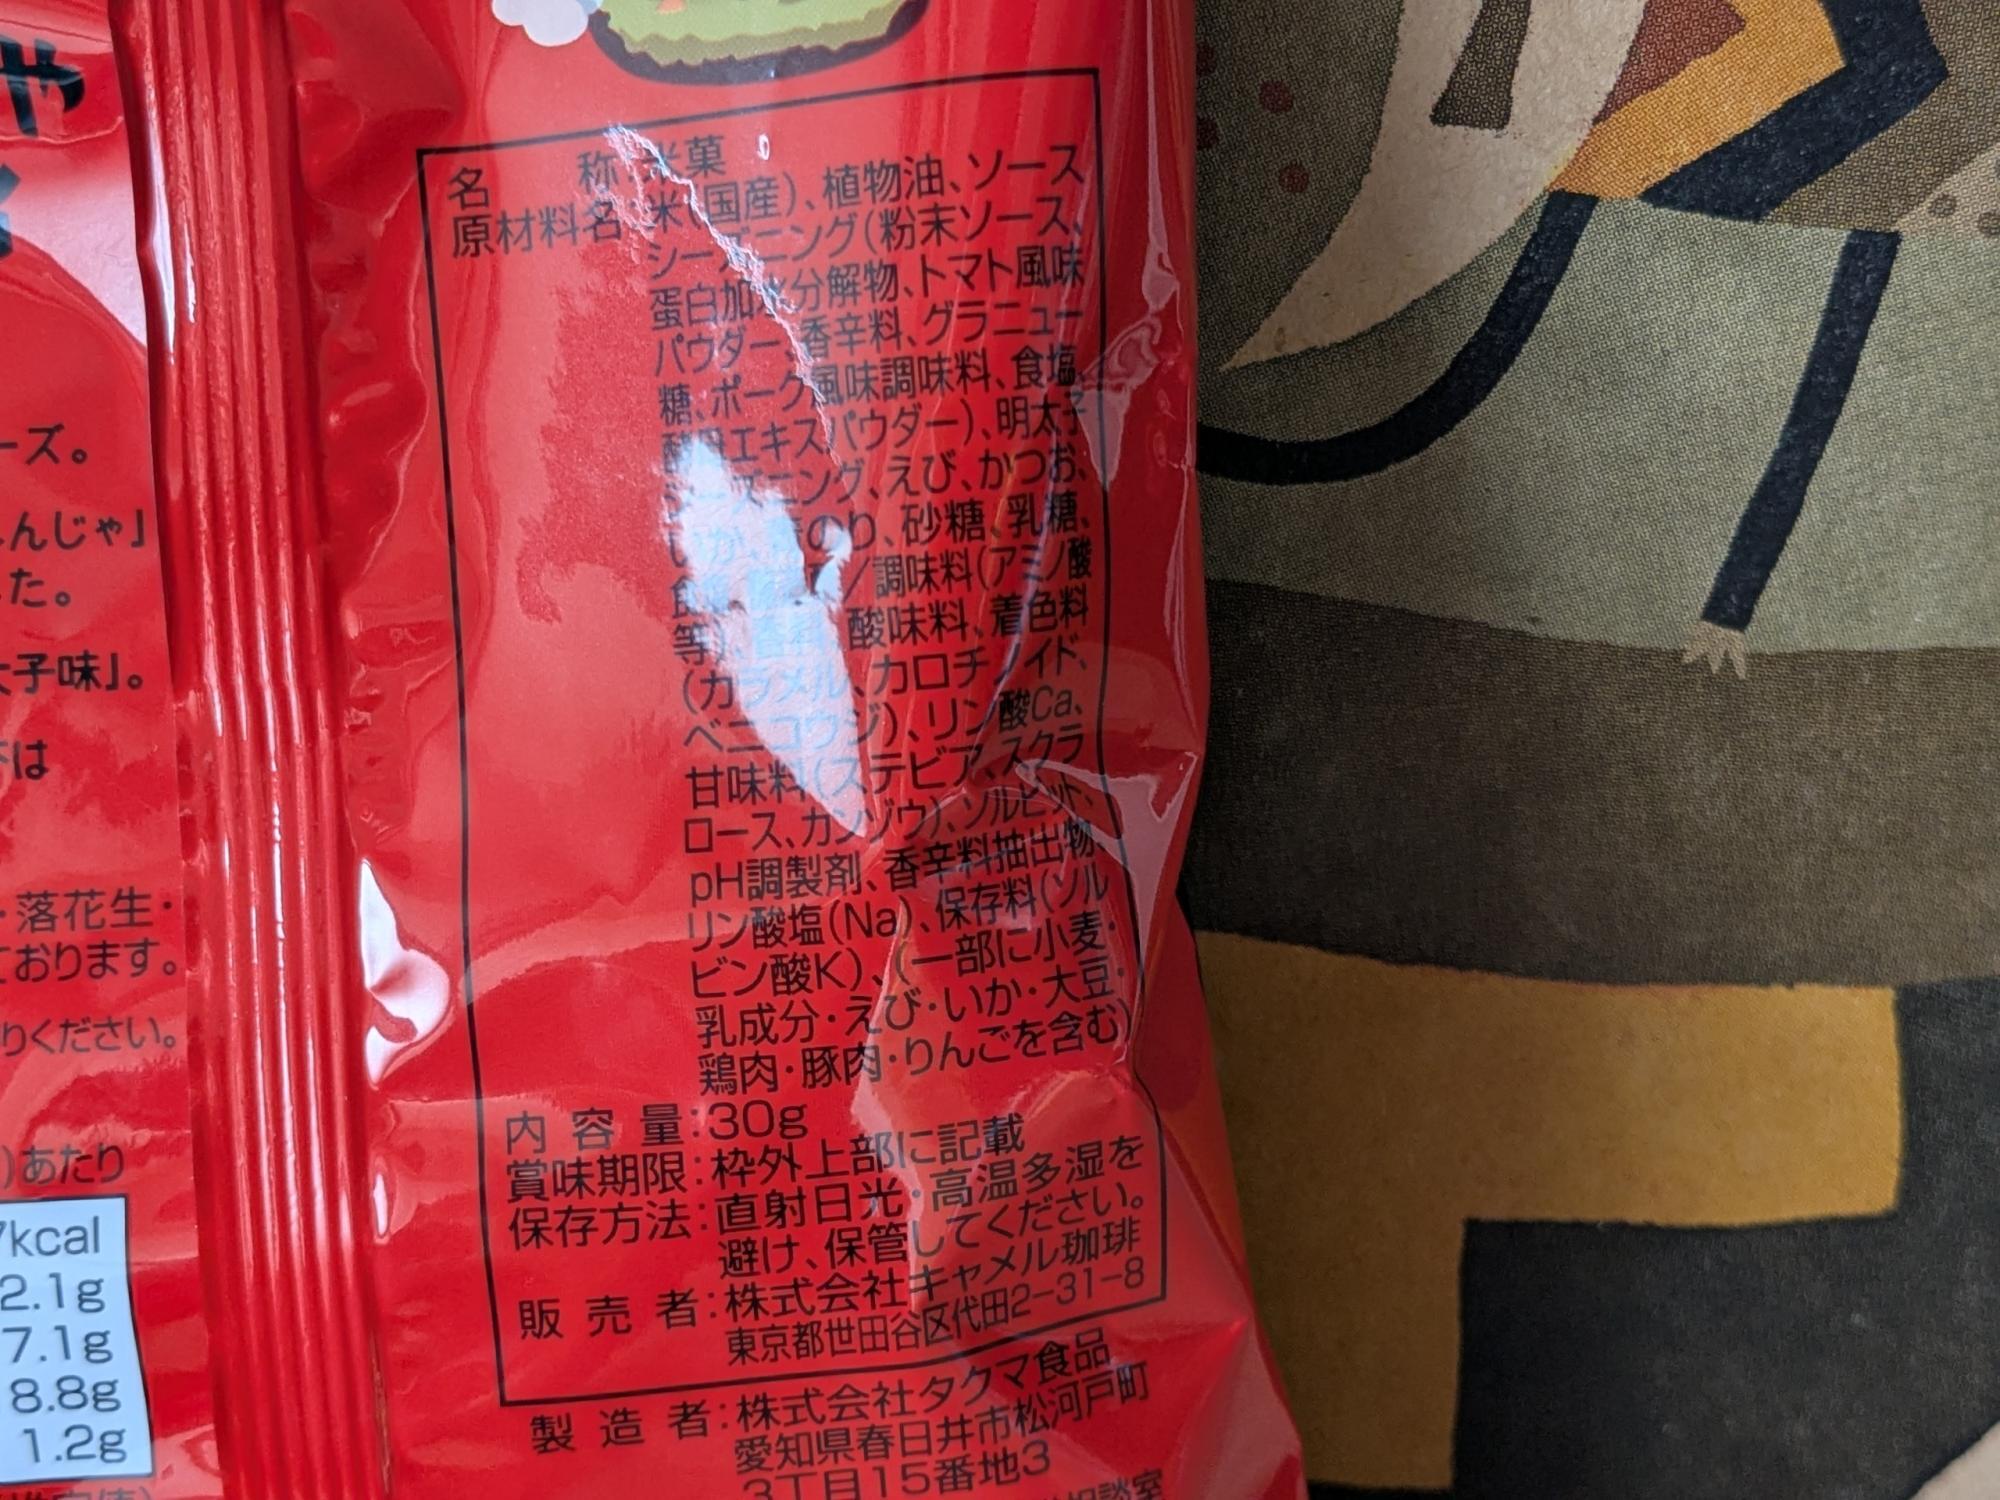 や
ーズ。
んじゃ」
た。
子味」。
は
・落花生・
ております。
りください。
)あたり
7kcal
2.1g
7.1g
8.8g
1.2g
名称 米菓
原材料名:米(国産)、植物油、ソース
シーズニング(粉末ソース、
蛋白加水分解物、トマト風味
パウダー、香辛料、グラニュー
糖、ポーク風味調味料、食塩、
酵母エキスパウダー)、明太子
シーズニング、えび、かつお、
いか、青のり、砂糖、乳糖、
/調味料(アミノ酸
等)、酸味料、着色料
(カラメル、カロチノイド、
ベニコウジ)、リン酸Ca、
甘味料(ステビア、スクラ
ロース、カンゾウ)、ソルビット、
pH調製剤、香辛料抽出物、
リン酸塩(Na)、保存料(ソル
ビン酸K)、(一部に小麦・
乳成分・えび・いか・大豆・
鶏肉・豚肉・りんごを含む)
内容量:30g
賞味期限:枠外上部に記載
保存方法:直射日光・高温多湿を
避け、保管してください。
販売者:株式会社キャメル珈琲
東京都世田谷区代田2-31-8
製造者:株式会社タクマ食品
愛知県春日井市松河戸町
3丁目15番地3
相談室